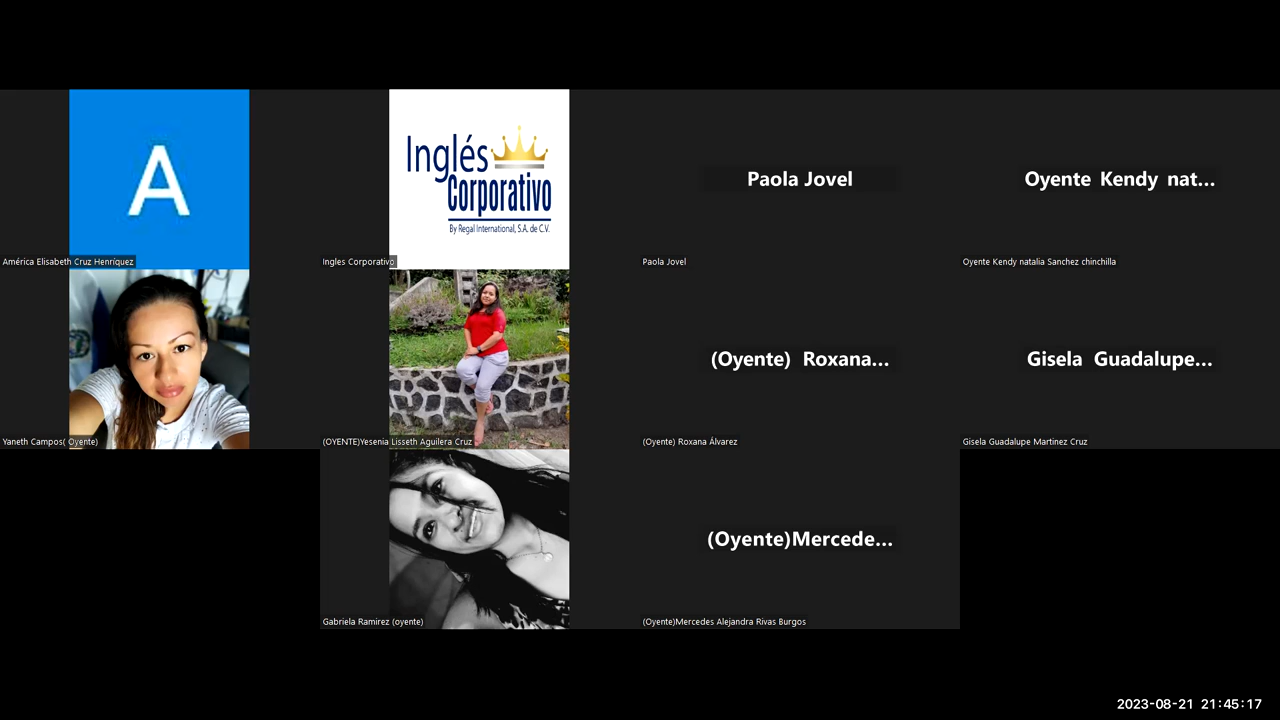 A
América Elisabeth Cruz Henríquez
Inglés
Corporativo
By Regal International, S.A. de C.V.
Ingles Corporativo
Paola Jovel
Paola Jovel
Oyente Kendy nat...
Oyente Kendy natalia Sanchez chinchilla
Yaneth Campos( Oyente)
(OYENTE)Yesenia Lisseth Aguilera Cruz
(Oyente) Roxana...
(Oyente) Roxana Álvarez
Gisela Guadalupe...
Gisela Guadalupe Martinez Cruz
Gabriela Ramirez (oyente)
(Oyente)Mercede...
(Oyente)Mercedes Alejandra Rivas Burgos
2023-08-21 21:45:17